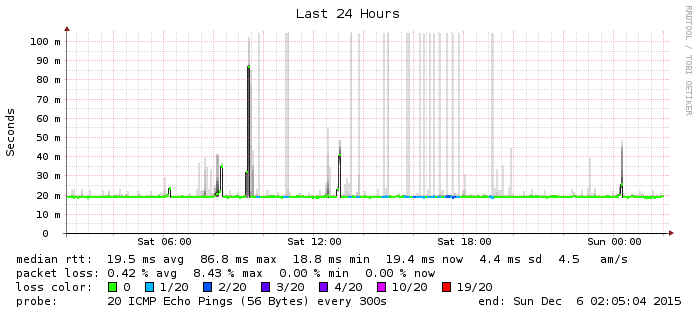 Last 24 Hours
RRDTOOL / TOBI OETIKER
Seconds
100 m
90 m
80 m
70 m
60 m
50 m
40 m
30 m
20 m
10 m
0
Sat 06:00 Sat 12:00 Sat 18:00 Sun 00:00
median rtt: 19.5 ms avg 86.8 ms max 18.8 ms min 19.4 ms now 4.4 ms sd 4.5 am/s
packet loss: 0.42 % avg 8.43 % max 0.00 % min 0.00 % now
loss color: 0 1/20 2/20 3/20 4/20 10/20 19/20
probe: 20 ICMP Echo Pings (56 Bytes) every 300s end: Sun Dec 6 02:05:04 2015